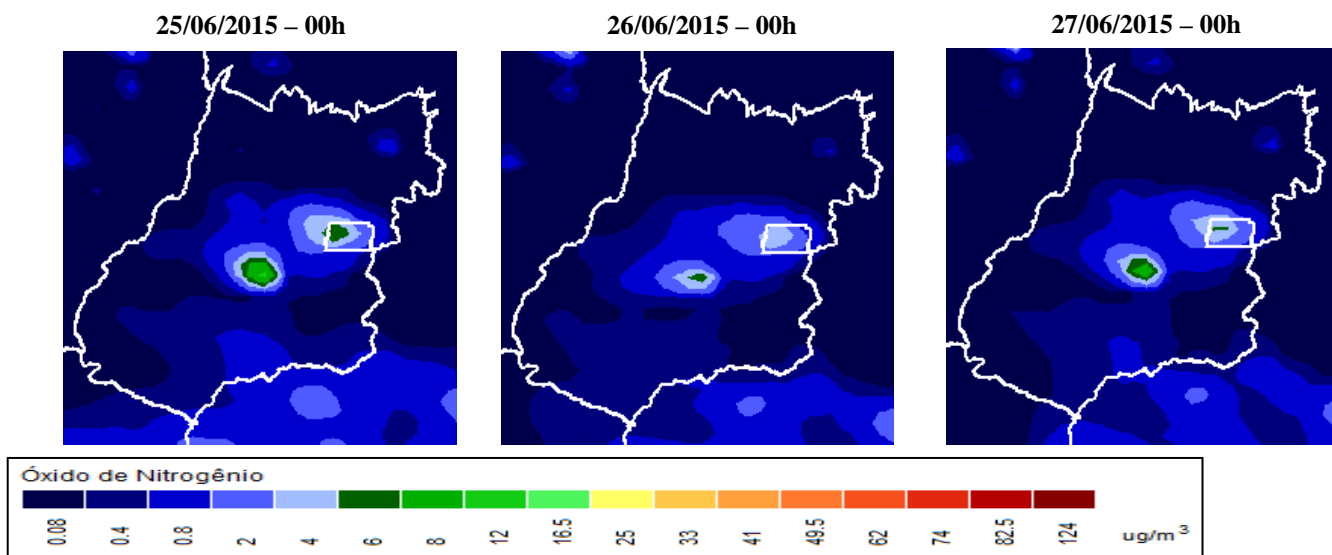 25/06/2015 – 00h
26/06/2015 – 00h
27/06/2015 – 00h
Óxido de Nitrogênio
0.08 0.4 0.8 2 4 6 8 12 16.5 25 33 41 49.5 62 74 82.5 124 ug/m³